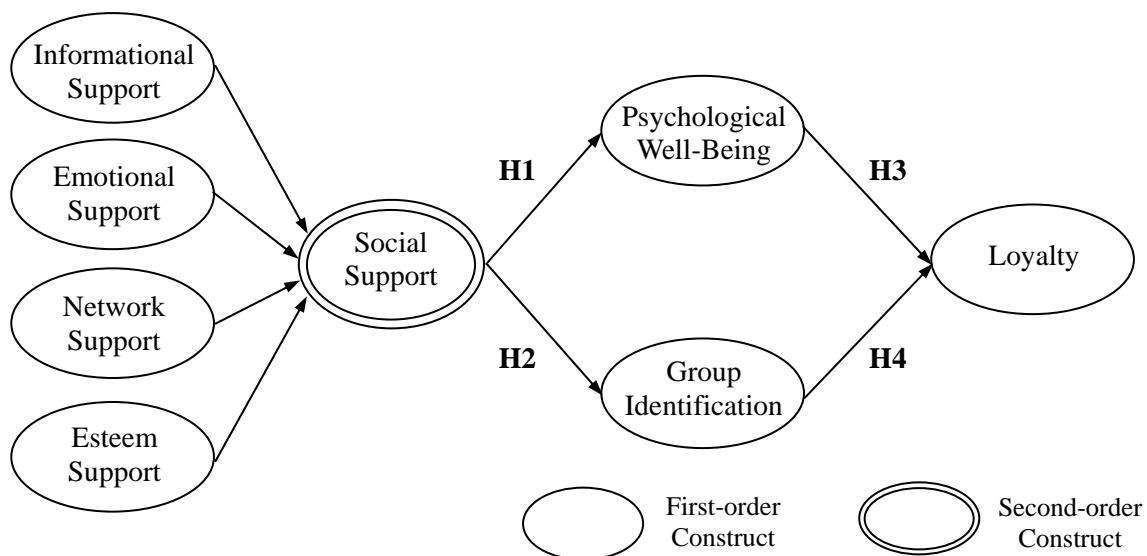 Informational
Support
Emotional
Support
Network
Support
Esteem
Support
Social
Support
H1
H2
Psychological
Well-Being
Group
Identification
H3
H4
Loyalty
First-order
Construct
Second-order
Construct